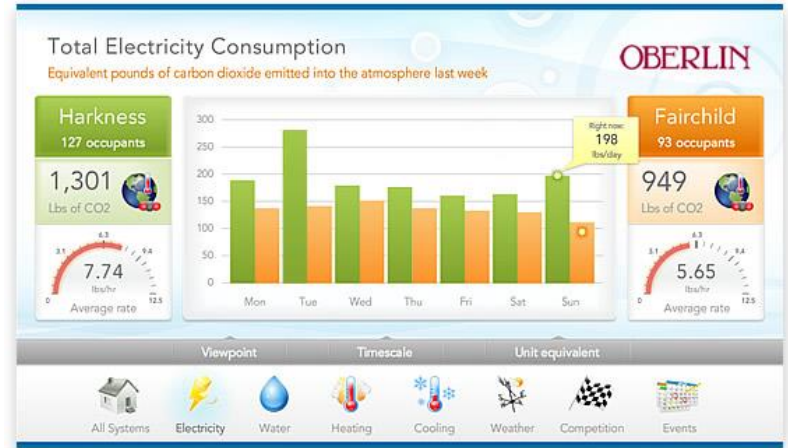 Total Electricity Consumption
Equivalent pounds of carbon dioxide emitted into the atmosphere last week
OBERLIN
Harkness
127 occupants
1,301
Lbs of CO2
3.1
6.3
9.4
7.74
lbs/hr
0
12.5
Average rate
300
250
200
150
100
50
0
Mon Tue Wed Thu Fri Sat Sun
Right now:
198
lbs/day
Fairchild
93 occupants
949
Lbs of CO2
3.1
6.3
9.4
5.65
lbs/hr
0
12.5
Average rate
Viewpoint Timescale Unit equivalent
All Systems Electricity Water Heating Cooling Weather Competition Events